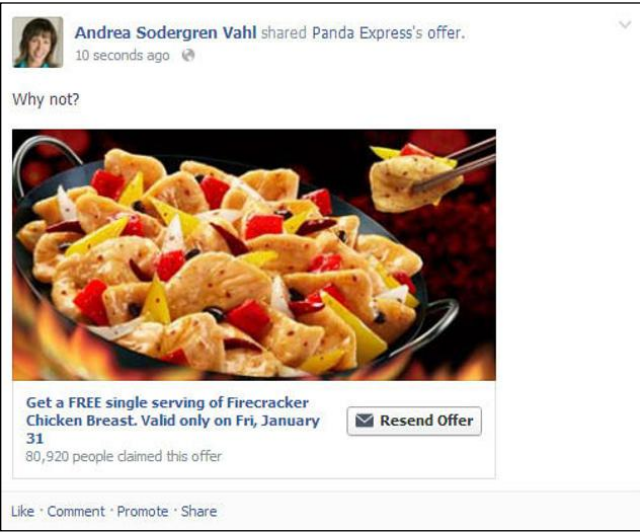 Andrea Sodergren Vahl shared Panda Express's offer.
10 seconds ago
Why not?
Get a FREE single serving of Firecracker
Chicken Breast. Valid only on Fri, January
31
80,920 people claimed this offer
Resend Offer
Like · Comment · Promote · Share